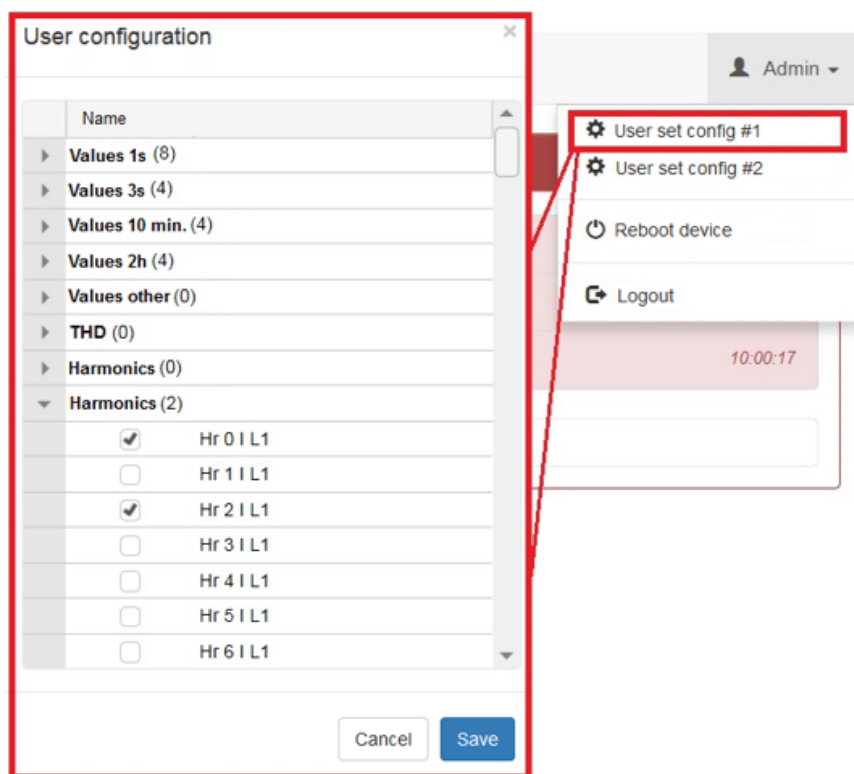 User configuration
×
Name
Values 1s (8)
Values 3s (4)
Values 10 min. (4)
Values 2h (4)
Values other (0)
THD (0)
Harmonics (0)
Harmonics (2)
Hr 0 I L1
Hr 1 I L1
Hr 2 I L1
Hr 3 I L1
Hr 4 I L1
Hr 5 I L1
Hr 6 I L1
Cancel Save
Admin
User set config #1
User set config #2
Reboot device
Logout
10:00:17